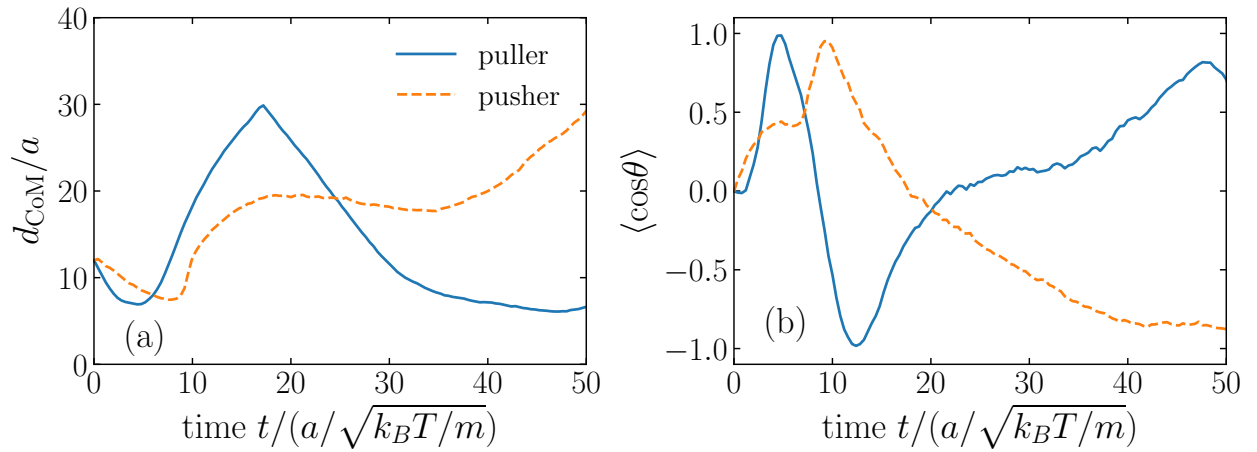 40
30
20
10
0
d_CoM/a
puller
pusher
(a)
0 10 20 30 40 50
time t/(a/√k_BT/m)
1.0
0.5
0.0
−0.5
−1.0
⟨cosθ⟩
(b)
0 10 20 30 40 50
time t/(a/√k_BT/m)